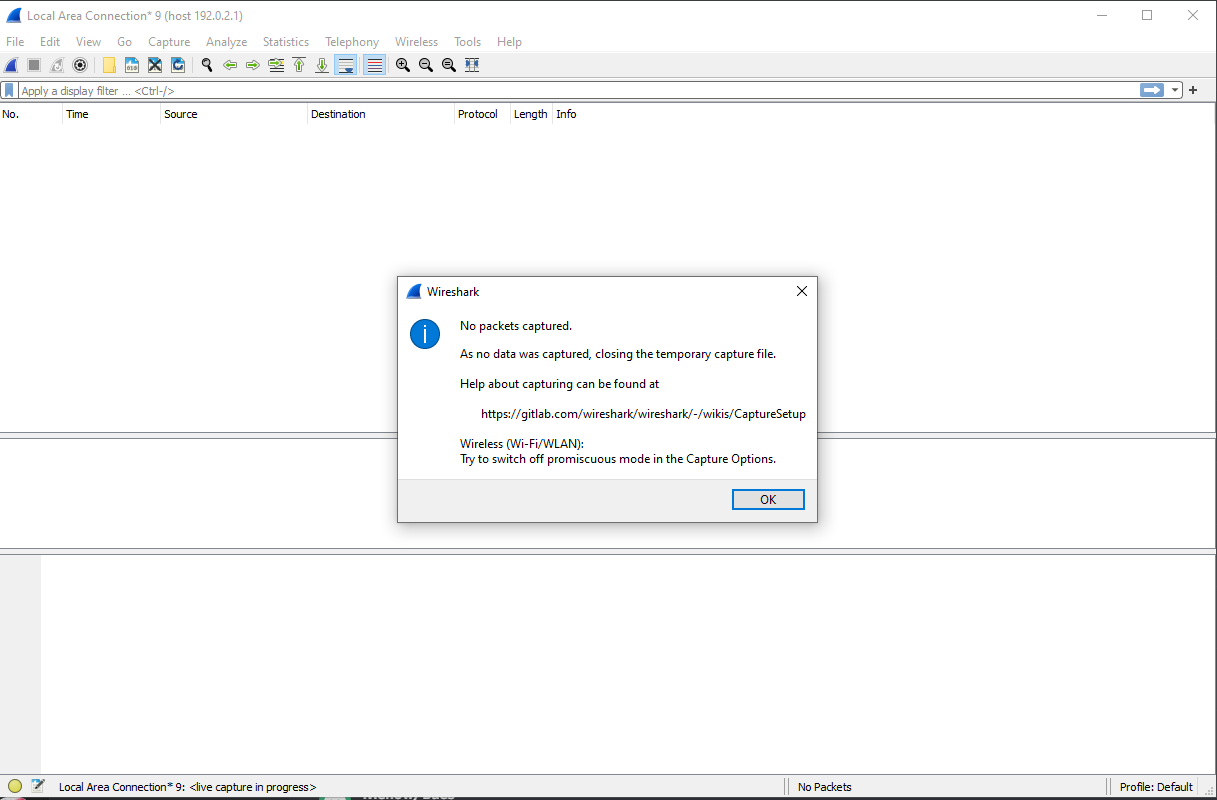 Local Area Connection* 9 (host 192.0.2.1)
File Edit View Go Capture Analyze Statistics Telephony Wireless Tools Help
Apply a display filter ... <Ctrl-/>
No. Time Source Destination Protocol Length Info
Wireshark
No packets captured.
As no data was captured, closing the temporary capture file.
Help about capturing can be found at
https://gitlab.com/wireshark/wireshark/-/wikis/CaptureSetup
Wireless (Wi-Fi/WLAN):
Try to switch off promiscuous mode in the Capture Options.
OK
Local Area Connection* 9: <live capture in progress> No Packets Profile: Default